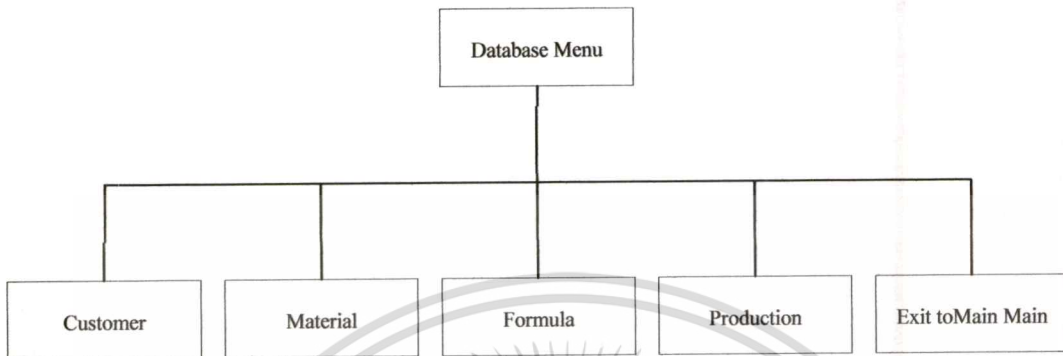 Database Menu
Customer
Material
Formula
Production
Exit toMain Main